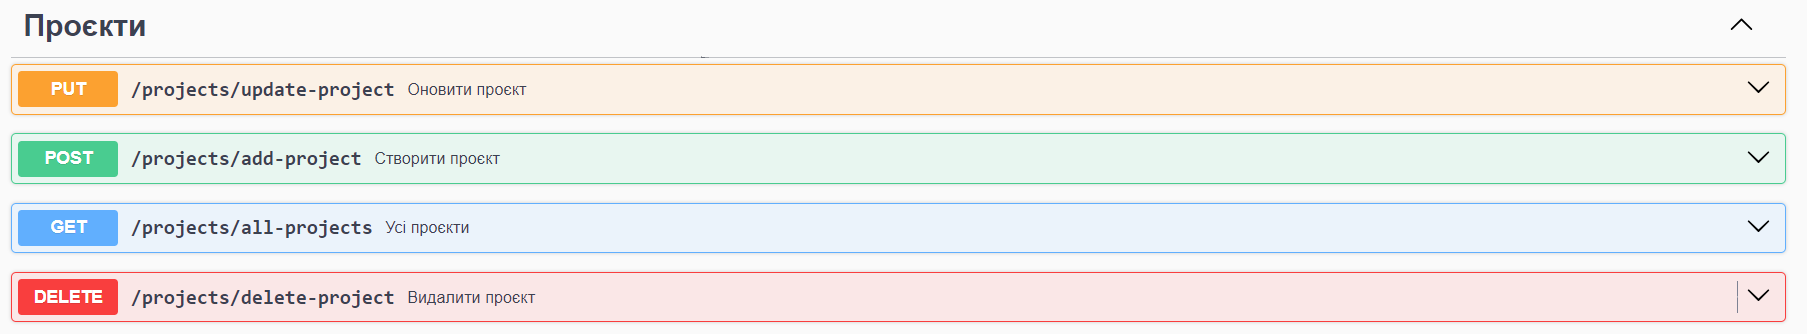 Проєкти
PUT /projects/update-project Оновити проєкт
POST /projects/add-project Створити проєкт
GET /projects/all-projects Усі проєкти
DELETE /projects/delete-project Видалити проєкт